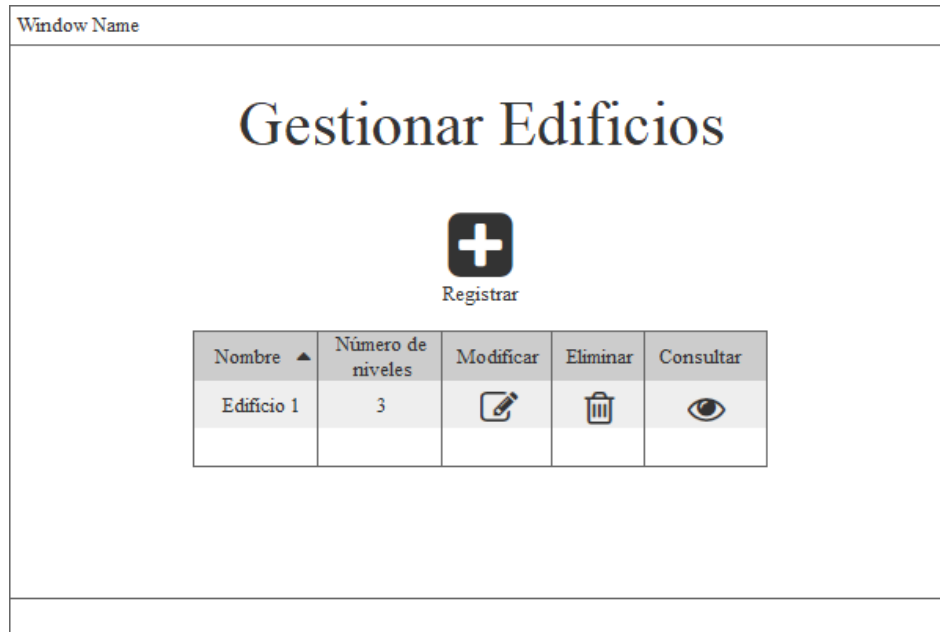 Window Name
Gestionar Edificios
Registrar
Nombre Número de niveles Modificar Eliminar Consultar
Edificio 1 3